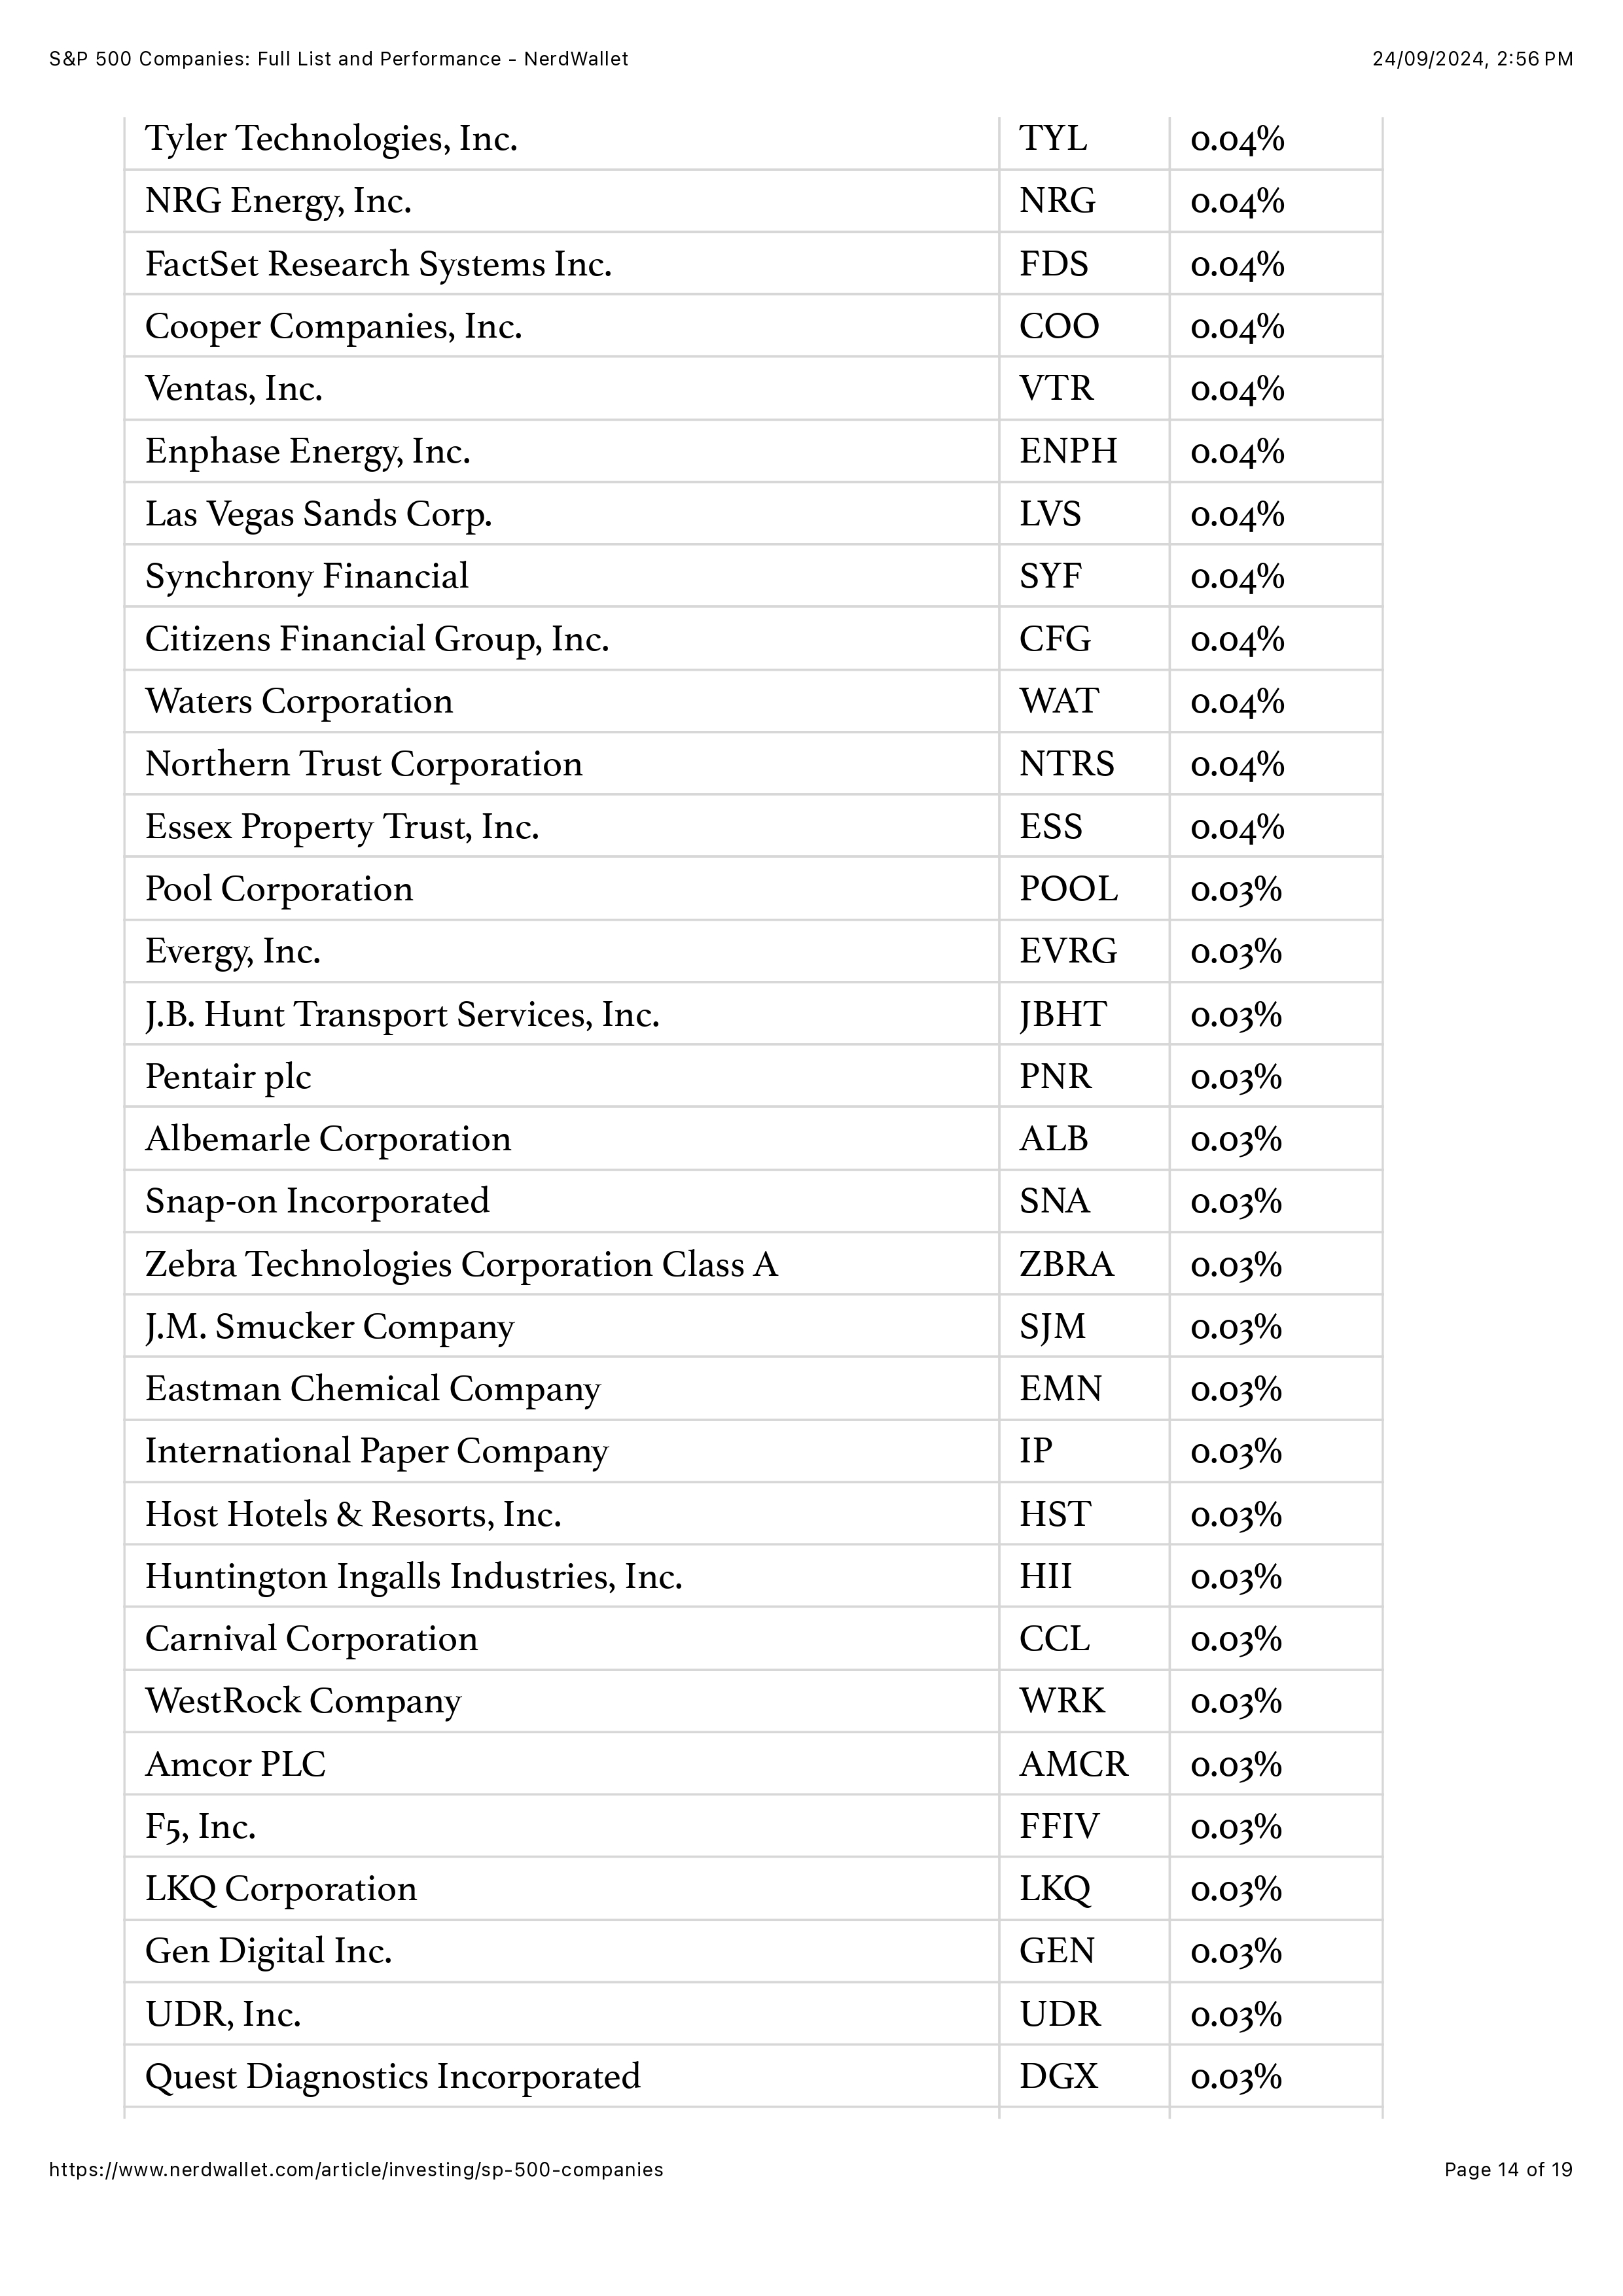 S&P 500 Companies: Full List and Performance - NerdWallet 24/09/2024, 2:56 PM
Tyler Technologies, Inc. TYL 0.04%
NRG Energy, Inc. NRG 0.04%
FactSet Research Systems Inc. FDS 0.04%
Cooper Companies, Inc. COO 0.04%
Ventas, Inc. VTR 0.04%
Enphase Energy, Inc. ENPH 0.04%
Las Vegas Sands Corp. LVS 0.04%
Synchrony Financial SYF 0.04%
Citizens Financial Group, Inc. CFG 0.04%
Waters Corporation WAT 0.04%
Northern Trust Corporation NTRS 0.04%
Essex Property Trust, Inc. ESS 0.04%
Pool Corporation POOL 0.03%
Evergy, Inc. EVRG 0.03%
J.B. Hunt Transport Services, Inc. JBHT 0.03%
Pentair plc PNR 0.03%
Albemarle Corporation ALB 0.03%
Snap-on Incorporated SNA 0.03%
Zebra Technologies Corporation Class A ZBRA 0.03%
J.M. Smucker Company SJM 0.03%
Eastman Chemical Company EMN 0.03%
International Paper Company IP 0.03%
Host Hotels & Resorts, Inc. HST 0.03%
Huntington Ingalls Industries, Inc. HII 0.03%
Carnival Corporation CCL 0.03%
WestRock Company WRK 0.03%
Amcor PLC AMCR 0.03%
F5, Inc. FFIV 0.03%
LKQ Corporation LKQ 0.03%
Gen Digital Inc. GEN 0.03%
UDR, Inc. UDR 0.03%
Quest Diagnostics Incorporated DGX 0.03%
https://www.nerdwallet.com/article/investing/sp-500-companies Page 14 of 19